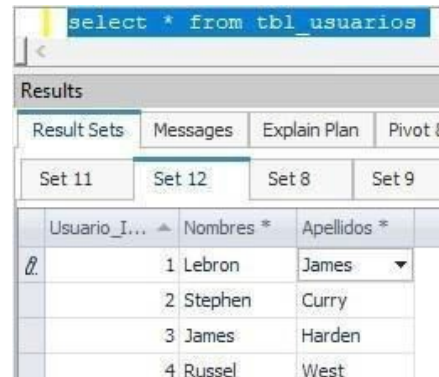 select * from tbl_usuarios
Results
Result Sets Messages Explain Plan Pivot &
Set 11 Set 12 Set 8 Set 9
Usuario_I... Nombres * Apellidos *
1 Lebron James
2 Stephen Curry
3 James Harden
4 Russel West